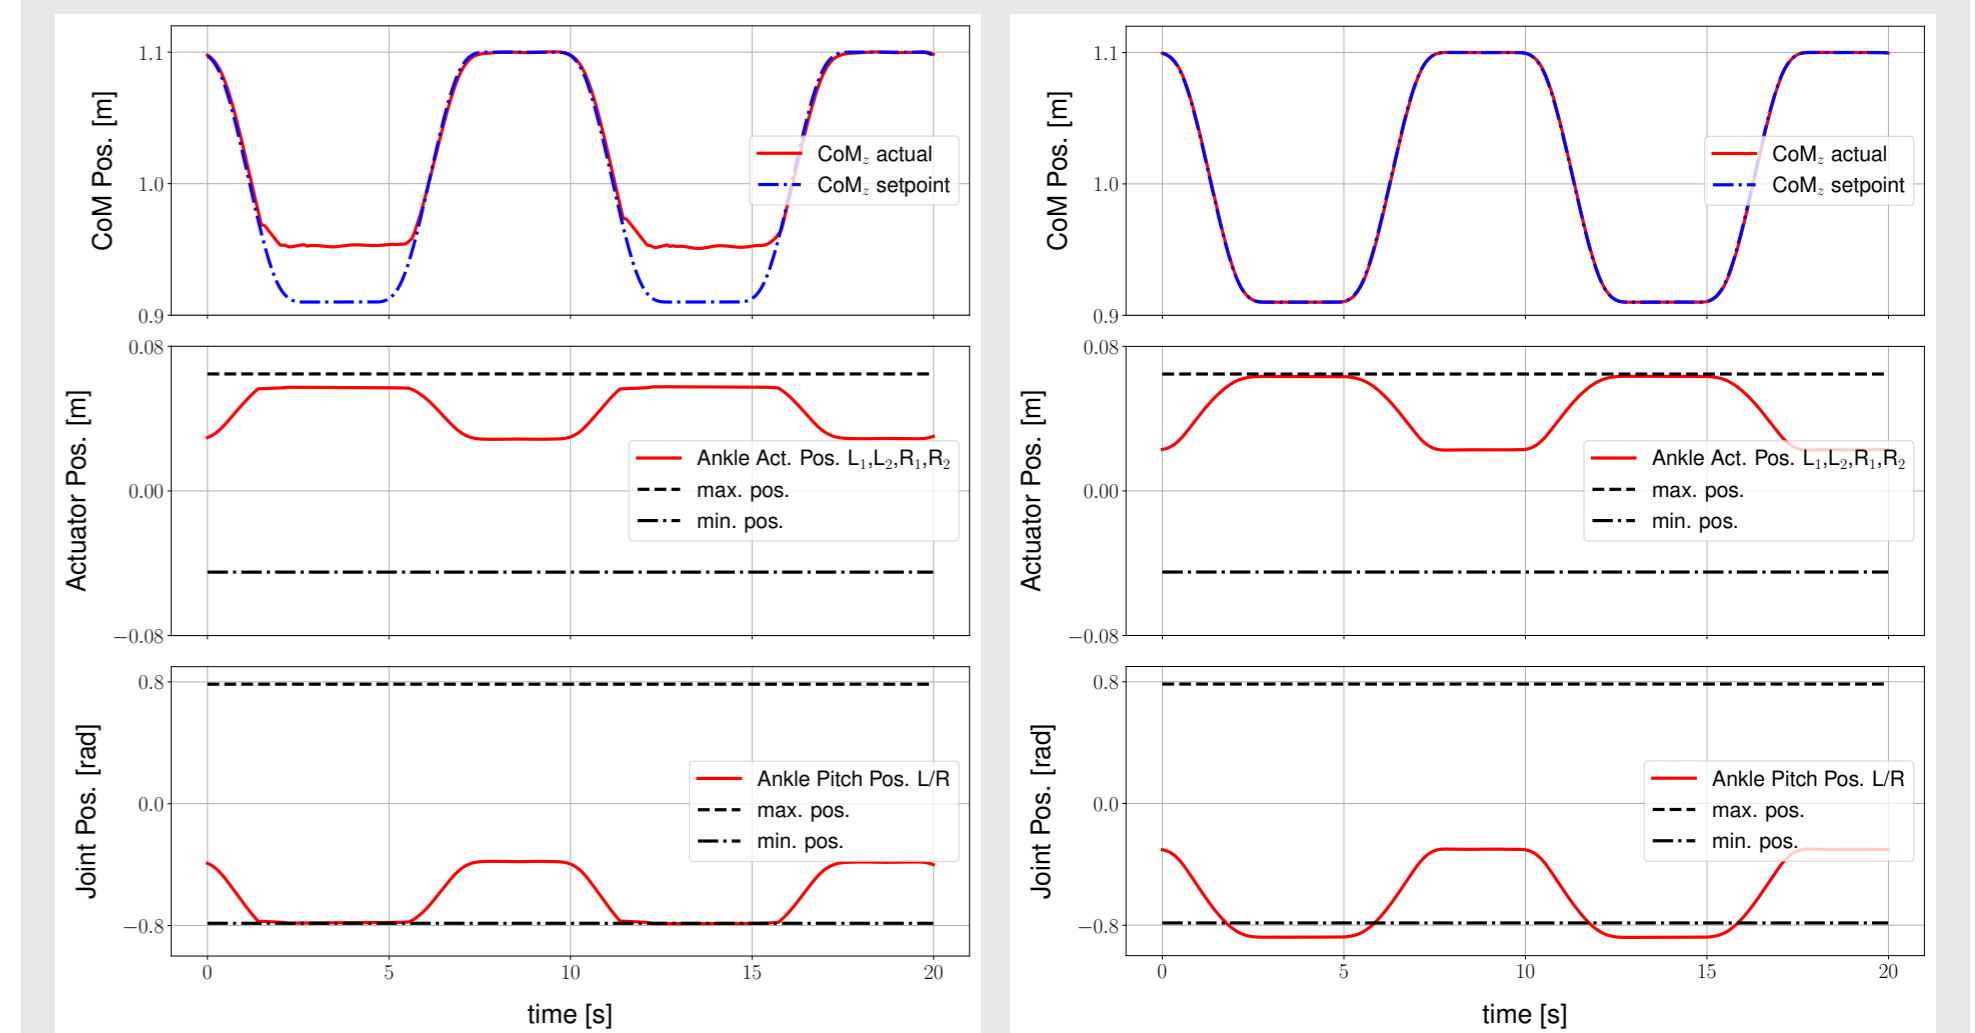 CoM Pos. [m]
1.1
1.0
0.9
CoM_z actual
CoM_z setpoint
Actuator Pos. [m]
0.08
0.00
−0.08
Ankle Act. Pos. L₁,L₂,R₁,R₂
max. pos.
min. pos.
Joint Pos. [rad]
0.8
0.0
−0.8
Ankle Pitch Pos. L/R
max. pos.
min. pos.
0 5 10 15 20
time [s]
CoM Pos. [m]
1.1
1.0
0.9
CoM_z actual
CoM_z setpoint
Actuator Pos. [m]
0.08
0.00
−0.08
Ankle Act. Pos. L₁,L₂,R₁,R₂
max. pos.
min. pos.
Joint Pos. [rad]
0.8
0.0
−0.8
Ankle Pitch Pos. L/R
max. pos.
min. pos.
0 5 10 15 20
time [s]